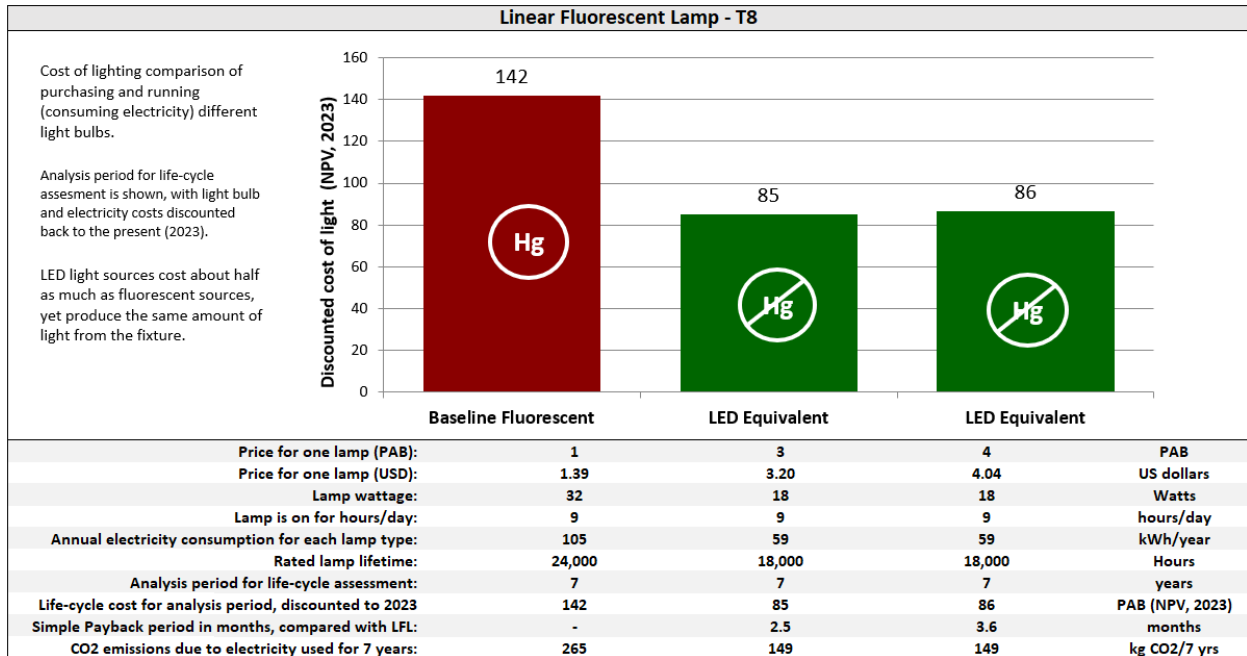 Linear Fluorescent Lamp - T8
Cost of lighting comparison of
purchasing and running
(consuming electricity) different
light bulbs.
Analysis period for life-cycle
assesment is shown, with light bulb
and electricity costs discounted
back to the present (2023).
LED light sources cost about half
as much as fluorescent sources,
yet produce the same amount of
light from the fixture.
Discounted cost of light (NPV, 2023)
160
140
120
100
80
60
40
20
0
142
85
86
Hg
Hg
Hg
Baseline Fluorescent LED Equivalent LED Equivalent
Price for one lamp (PAB): 1 3 4 PAB
Price for one lamp (USD): 1.39 3.20 4.04 US dollars
Lamp wattage: 32 18 18 Watts
Lamp is on for hours/day: 9 9 9 hours/day
Annual electricity consumption for each lamp type: 105 59 59 kWh/year
Rated lamp lifetime: 24,000 18,000 18,000 Hours
Analysis period for life-cycle assessment: 7 7 7 years
Life-cycle cost for analysis period, discounted to 2023 142 85 86 PAB (NPV, 2023)
Simple Payback period in months, compared with LFL: - 2.5 3.6 months
CO2 emissions due to electricity used for 7 years: 265 149 149 kg CO2/7 yrs